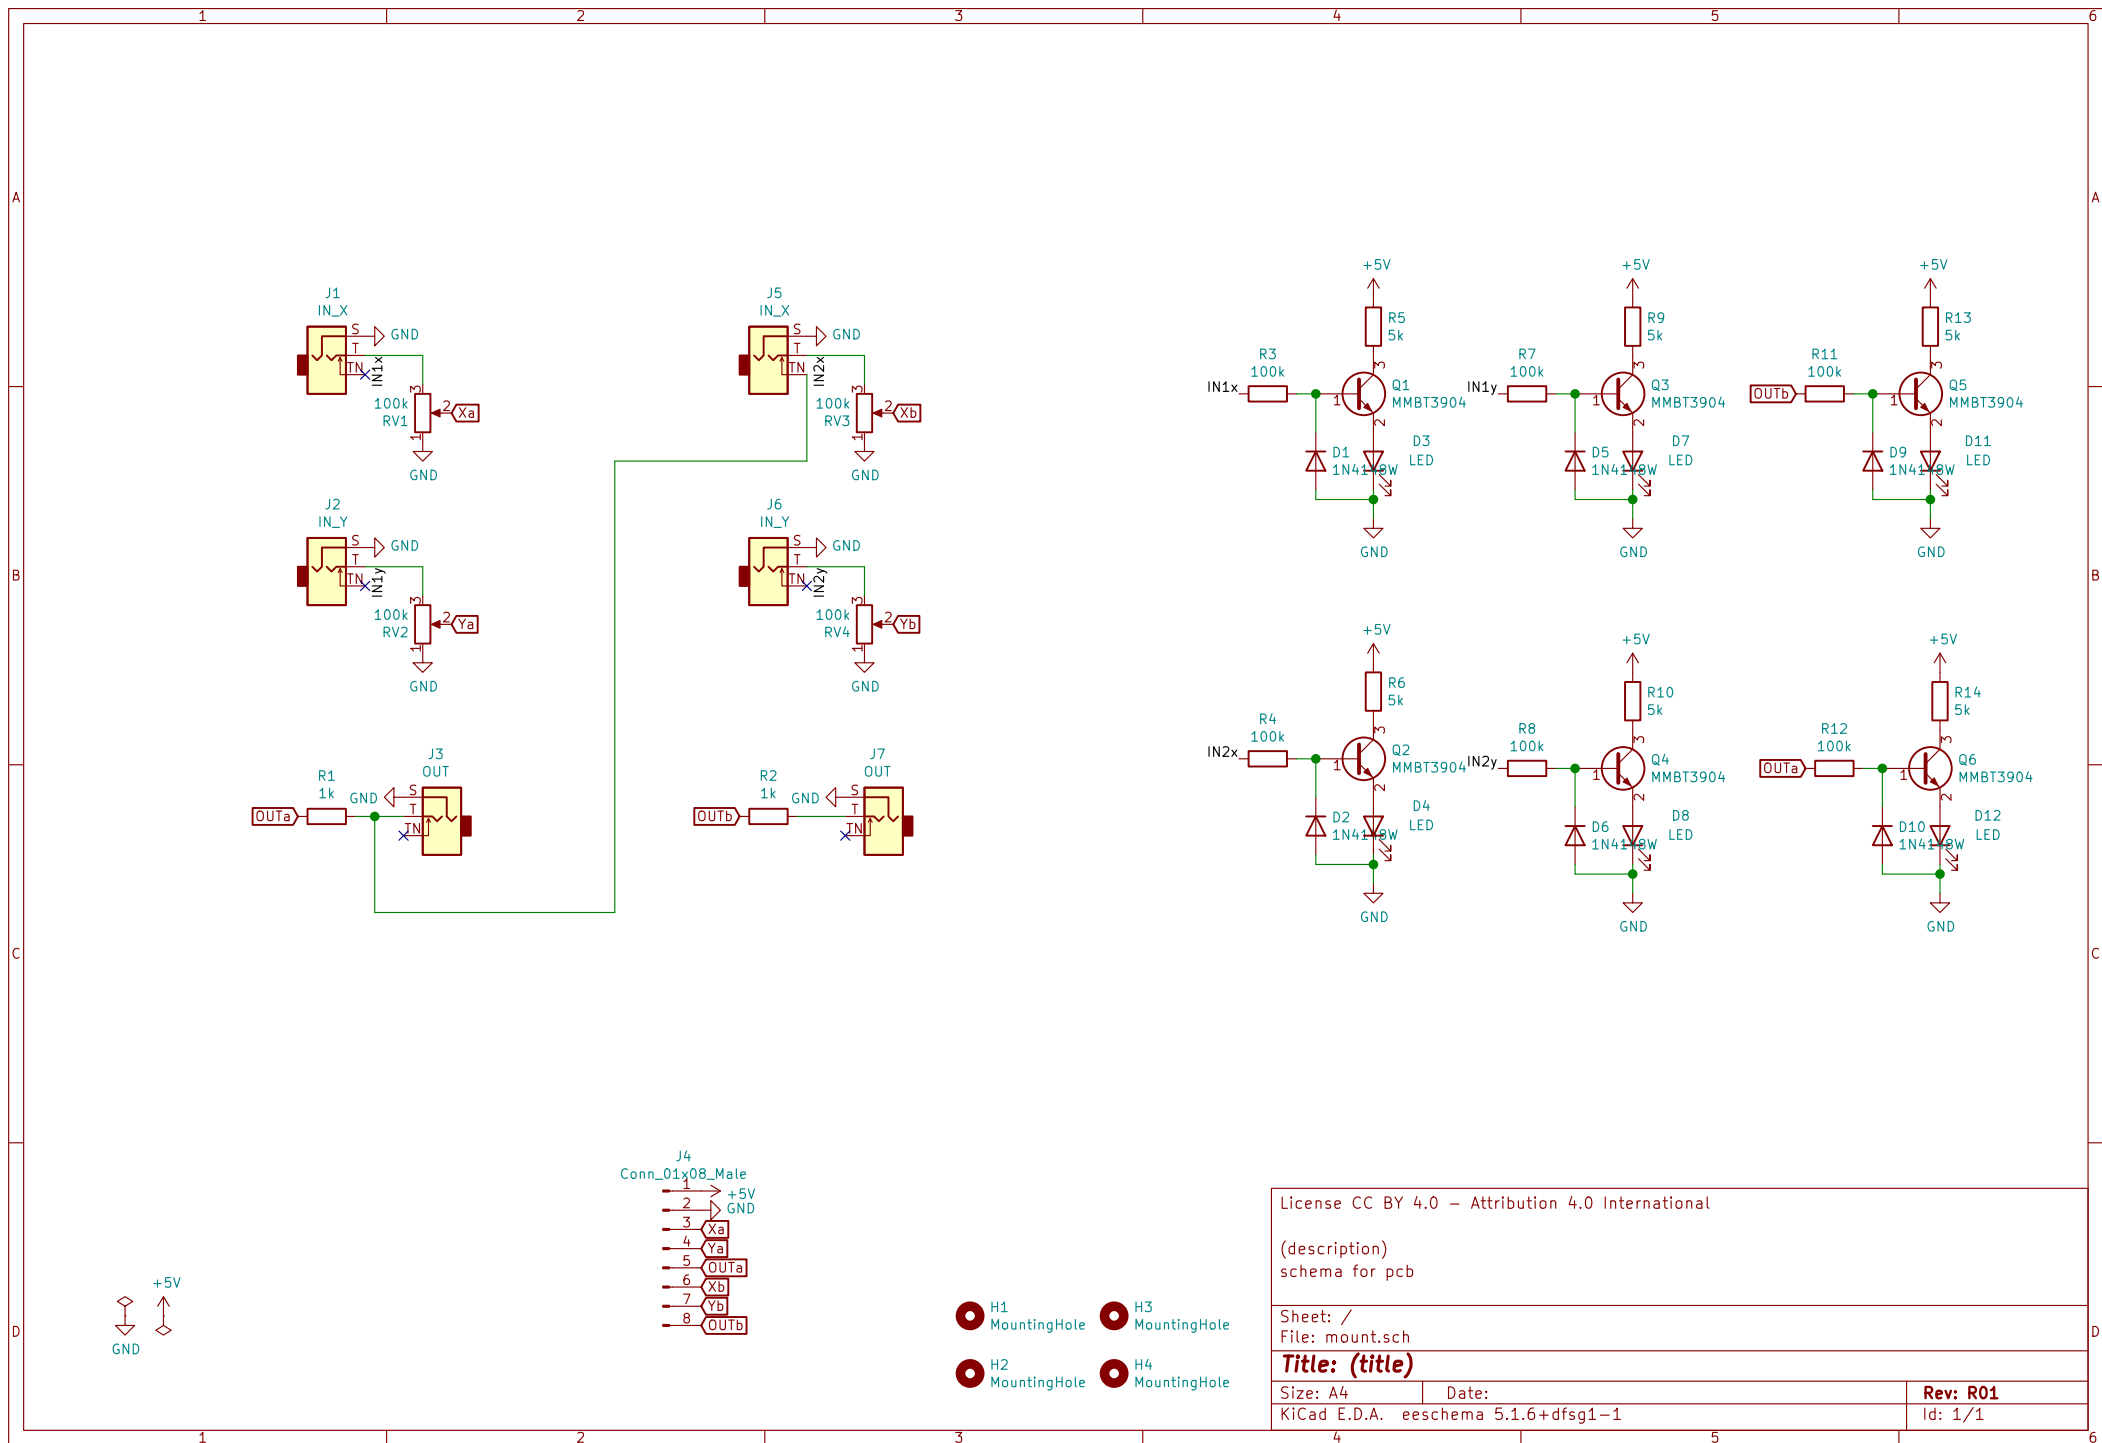 1 2 3 4 5 6
A A
B B
C C
D D
J1
IN_X
S GND
T
TN
IN1x
3
100k
RV1
2 Xa
1
GND
J2
IN_Y
S GND
T
TN
IN1y
3
100k
RV2
2 Ya
1
GND
R1
1k
OUTa
J3
OUT
GND S
T
TN
J5
IN_X
S GND
T
TN
IN2x
3
100k
RV3
2 Xb
1
GND
J6
IN_Y
S GND
T
TN
IN2y
3
100k
RV4
2 Yb
1
GND
R2
1k
OUTb
J7
OUT
GND S
T
TN
+5V
R5
5k
R3
100k
IN1x
3
1
2
Q1
MMBT3904
D1
1N4148W
D3
LED
GND
+5V
R9
5k
R7
100k
IN1y
3
1
2
Q3
MMBT3904
D5
1N4148W
D7
LED
GND
+5V
R13
5k
R11
100k
OUTb
3
1
2
Q5
MMBT3904
D9
1N4148W
D11
LED
GND
+5V
R6
5k
R4
100k
IN2x
3
1
2
Q2
MMBT3904
D2
1N4148W
D4
LED
GND
+5V
R10
5k
R8
100k
IN2y
3
1
2
Q4
MMBT3904
D6
1N4148W
D8
LED
GND
+5V
R14
5k
R12
100k
OUTa
3
1
2
Q6
MMBT3904
D10
1N4148W
D12
LED
GND
J4
Conn_01x08_Male
1 +5V
2 GND
3 Xa
4 Ya
5 OUTa
6 Xb
7 Yb
8 OUTb
+5V
GND
H1
MountingHole
H3
MountingHole
H2
MountingHole
H4
MountingHole
License CC BY 4.0 – Attribution 4.0 International
(description)
schema for pcb
Sheet: /
File: mount.sch
Title: (title)
Size: A4 Date: Rev: R01
KiCad E.D.A. eeschema 5.1.6+dfsg1-1 Id: 1/1
1 2 3 4 5 6